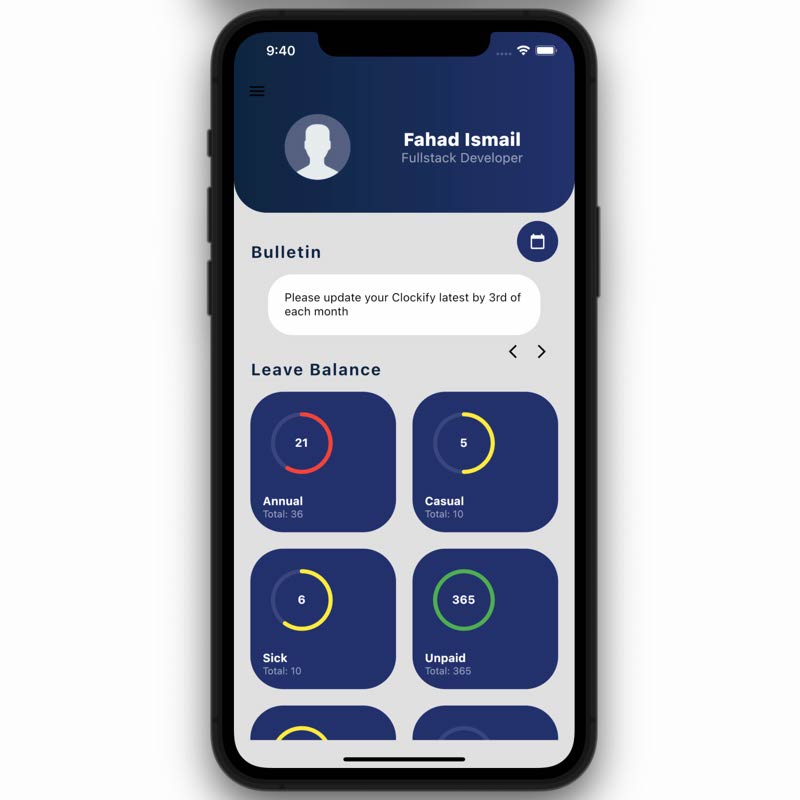 9:40
Fahad Ismail
Fullstack Developer
Bulletin
Please update your Clockify latest by 3rd of
each month
Leave Balance
21
Annual
Total: 36
5
Casual
Total: 10
6
Sick
Total: 10
365
Unpaid
Total: 365